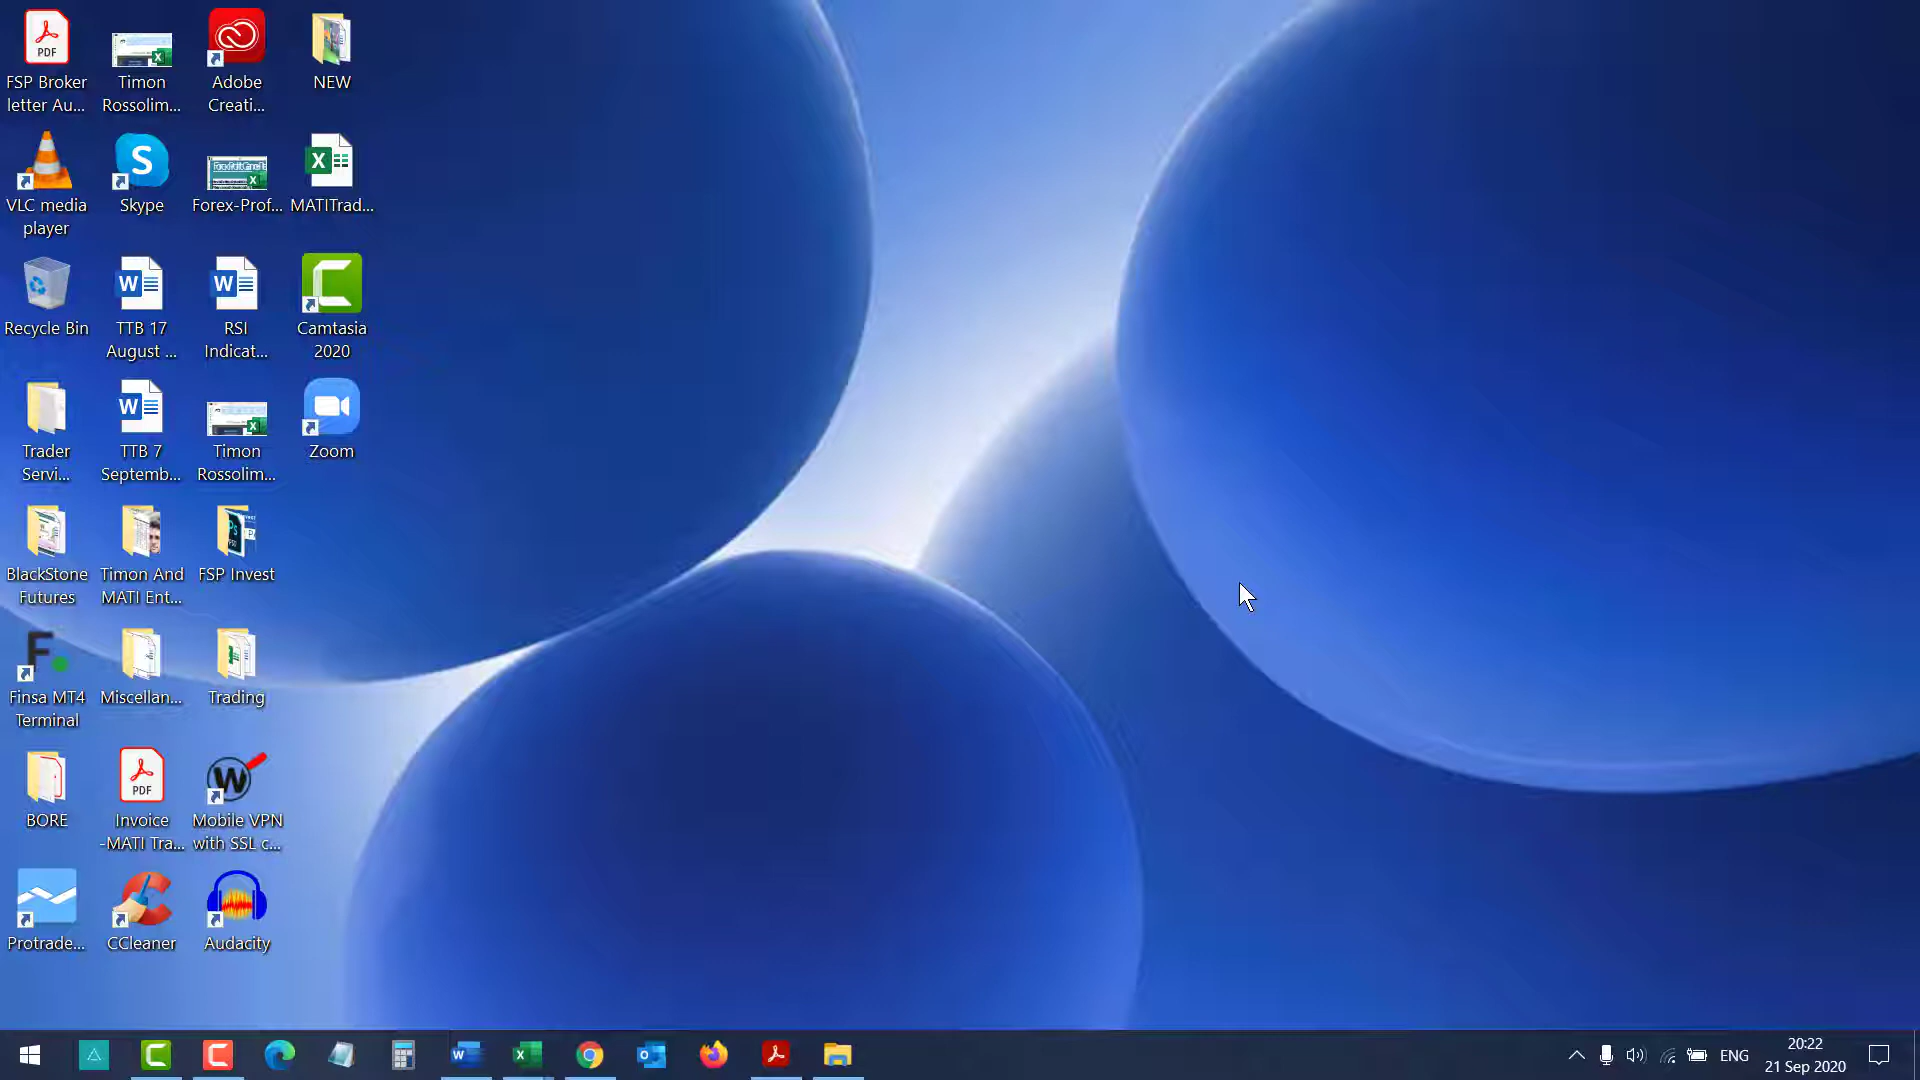 PDF
FSP Broker
letter Au...
Timon
Rossolim...
Adobe
Creati...
NEW
VLC media
player
S
Skype
Forex-Prof...
X
MATITrad...
Recycle Bin
W
TTB 17
August ...
W
RSI
Indicat...
Camtasia
2020
Trader
Servi...
W
TTB 7
Septemb...
Timon
Rossolim...
Zoom
BlackStone
Futures
Timon And
MATI Ent...
FSP Invest
F
Finsa MT4
Terminal
Miscellan...
Trading
BORE
PDF
Invoice
-MATI Tra...
W
Mobile VPN
with SSL c...
Protrade...
CCleaner
Audacity
ENG
20:22
21 Sep 2020